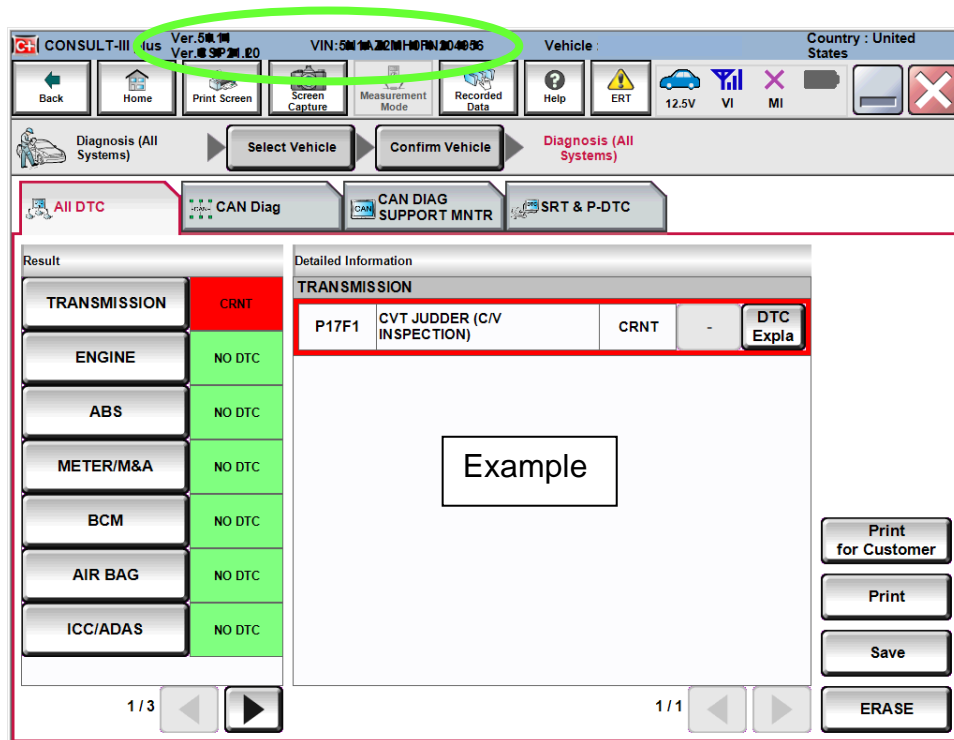 CONSULT-III plus
VIN:
Vehicle :
Country : United
States
Back
Home
Print Screen
Screen
Capture
Measurement
Mode
Recorded
Data
Help
ERT
12.5V
VI
MI
Diagnosis (All
Systems)
Select Vehicle
Confirm Vehicle
Diagnosis (All
Systems)
All DTC
CAN Diag
CAN DIAG
SUPPORT MNTR
SRT & P-DTC
Result
TRANSMISSION CRNT
ENGINE NO DTC
ABS NO DTC
METER/M&A NO DTC
BCM NO DTC
AIR BAG NO DTC
ICC/ADAS NO DTC
1 / 3
Detailed Information
TRANSMISSION
P17F1
CVT JUDDER (C/V
INSPECTION)
CRNT
-
DTC
Expla
Example
1 / 1
Print
for Customer
Print
Save
ERASE